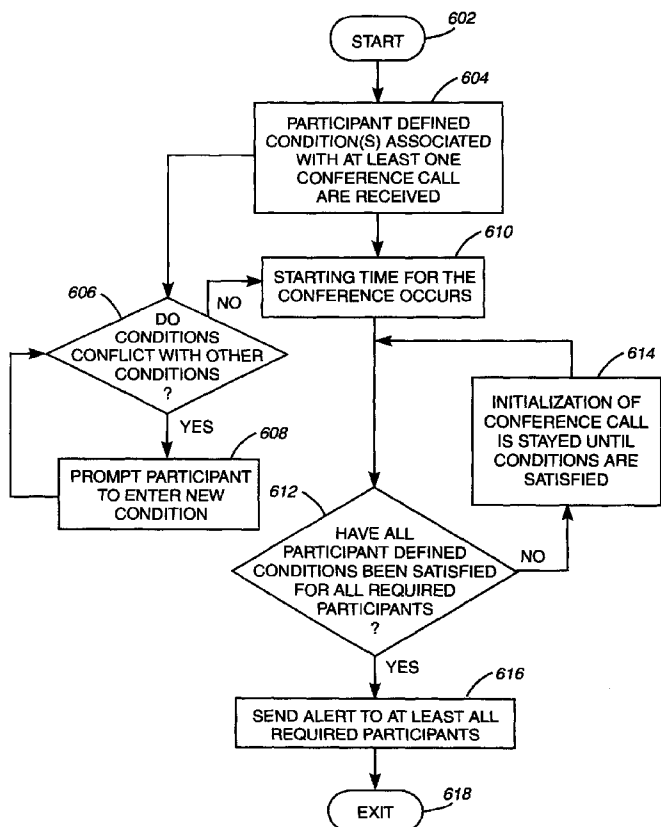 602
START
604
PARTICIPANT DEFINED
CONDITION(S) ASSOCIATED
WITH AT LEAST ONE
CONFERENCE CALL
ARE RECEIVED
610
STARTING TIME FOR THE
CONFERENCE OCCURS
606
NO
DO
CONDITIONS
CONFLICT WITH OTHER
CONDITIONS
?
YES
608
PROMPT PARTICIPANT
TO ENTER NEW
CONDITION
614
INITIALIZATION OF
CONFERENCE CALL
IS STAYED UNTIL
CONDITIONS ARE
SATISFIED
612
HAVE ALL
PARTICIPANT DEFINED
CONDITIONS BEEN SATISFIED
FOR ALL REQUIRED
PARTICIPANTS
?
NO
YES
616
SEND ALERT TO AT LEAST ALL
REQUIRED PARTICIPANTS
618
EXIT